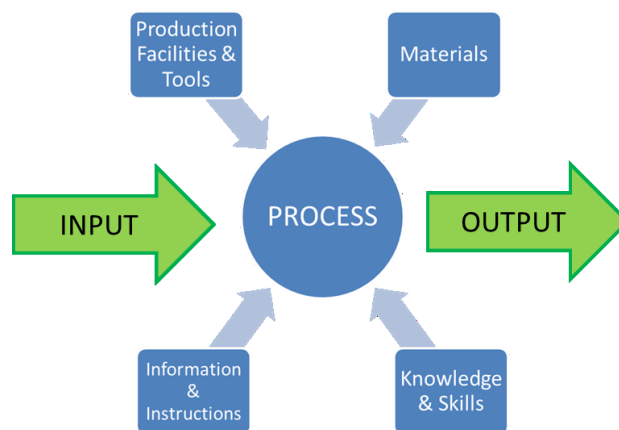 Production
Facilities &
Tools
Materials
INPUT
PROCESS
OUTPUT
Information
&
Instructions
Knowledge
& Skills